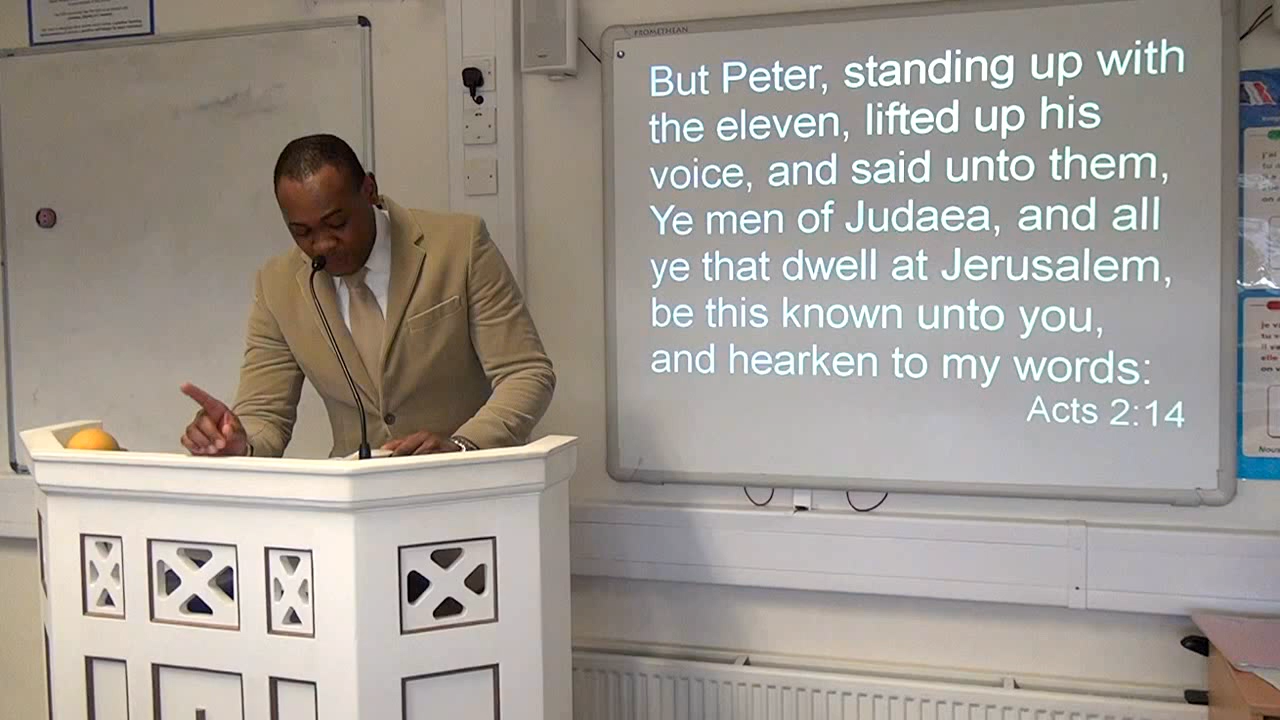 PROMETHEAN
But Peter, standing up with
the eleven, lifted up his
voice, and said unto them,
Ye men of Judaea, and all
ye that dwell at Jerusalem,
be this known unto you,
and hearken to my words:
Acts 2:14